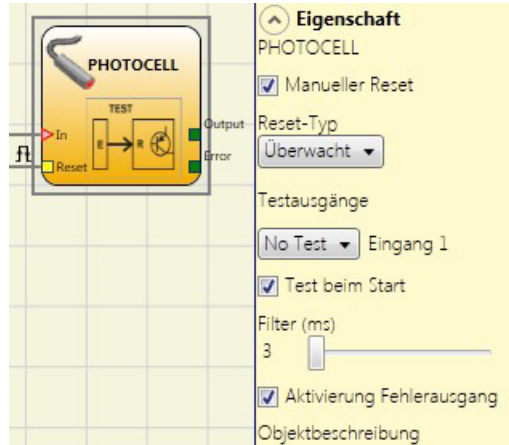 PHOTOCELL
TEST
E
R
In
Reset
Output
Error
Eigenschaft
PHOTOCELL
Manueller Reset
Reset-Typ
Überwacht
Testausgänge
No Test Eingang 1
Test beim Start
Filter (ms)
3
Aktivierung Fehlerausgang
Objektbeschreibung